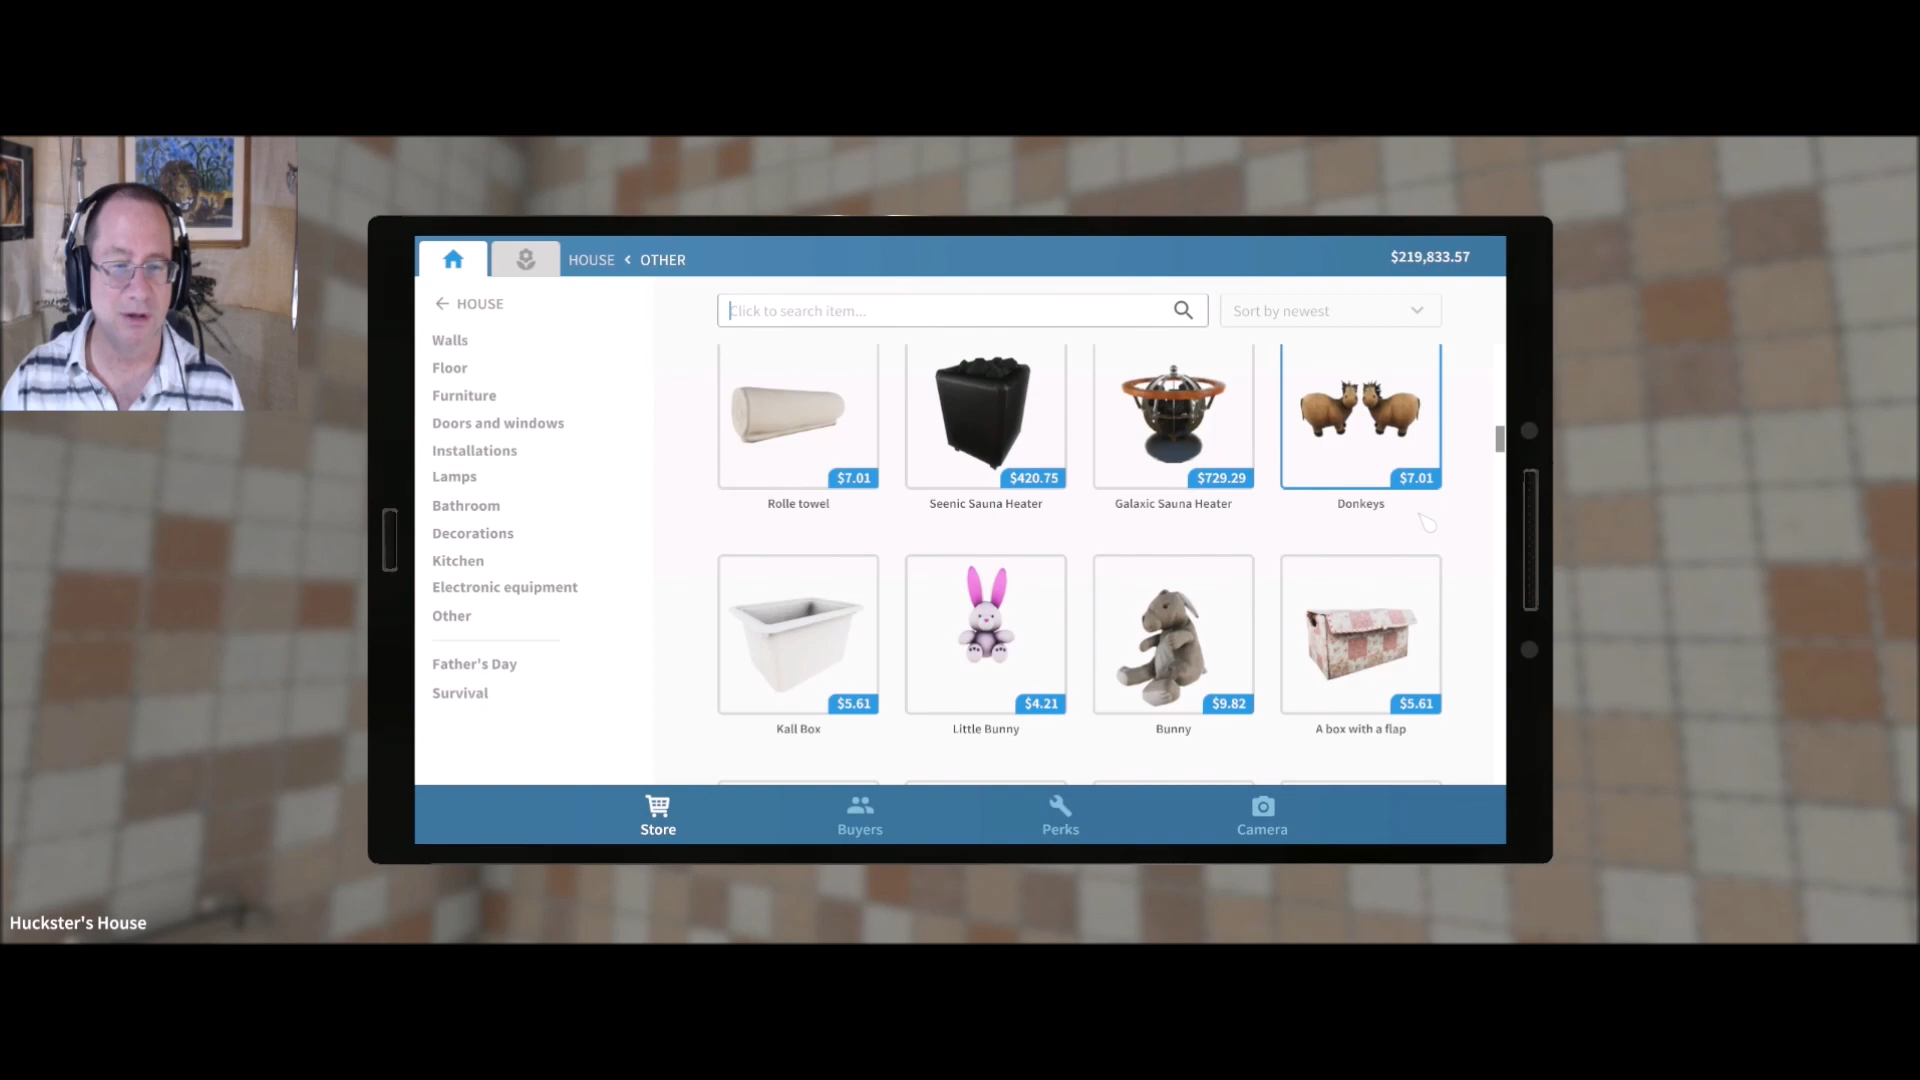 HOUSE < OTHER
$219,833.57
HOUSE
Walls
Floor
Furniture
Doors and windows
Installations
Lamps
Bathroom
Decorations
Kitchen
Electronic equipment
Other
Father's Day
Survival
Click to search item...
Sort by newest
$7.01
$420.75
$729.29
$7.01
Rolle towel
Seenic Sauna Heater
Galaxic Sauna Heater
Donkeys
$5.61
$4.21
$9.82
$5.61
Kall Box
Little Bunny
Bunny
A box with a flap
Store
Buyers
Perks
Camera
Huckster's House